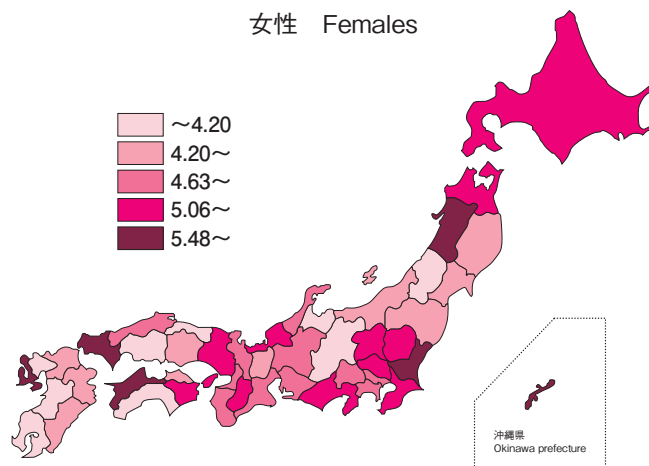 女性　Females
～4.20
4.20～
4.63～
5.06～
5.48～
沖縄県
Okinawa prefecture